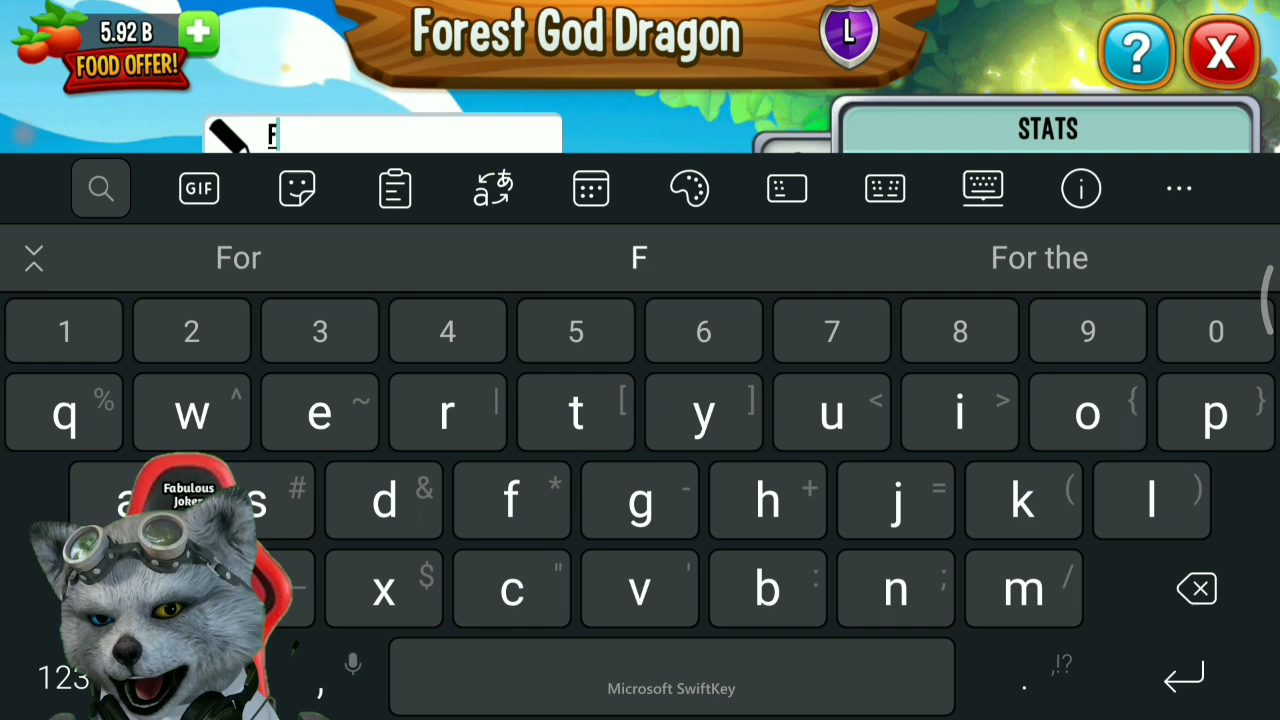 5.92 B
FOOD OFFER!
Forest God Dragon
L
?
X
F
STATS
GIF
For
F
For the
1 2 3 4 5 6 7 8 9 0
q % w ^ e ~ r | t [ y ] u < i > o { p }
a s # d & f * g - h + j = k ( l )
Fabulous
Joker
x $ c " v ' b : n ; m /
123 , Microsoft SwiftKey . ,!?